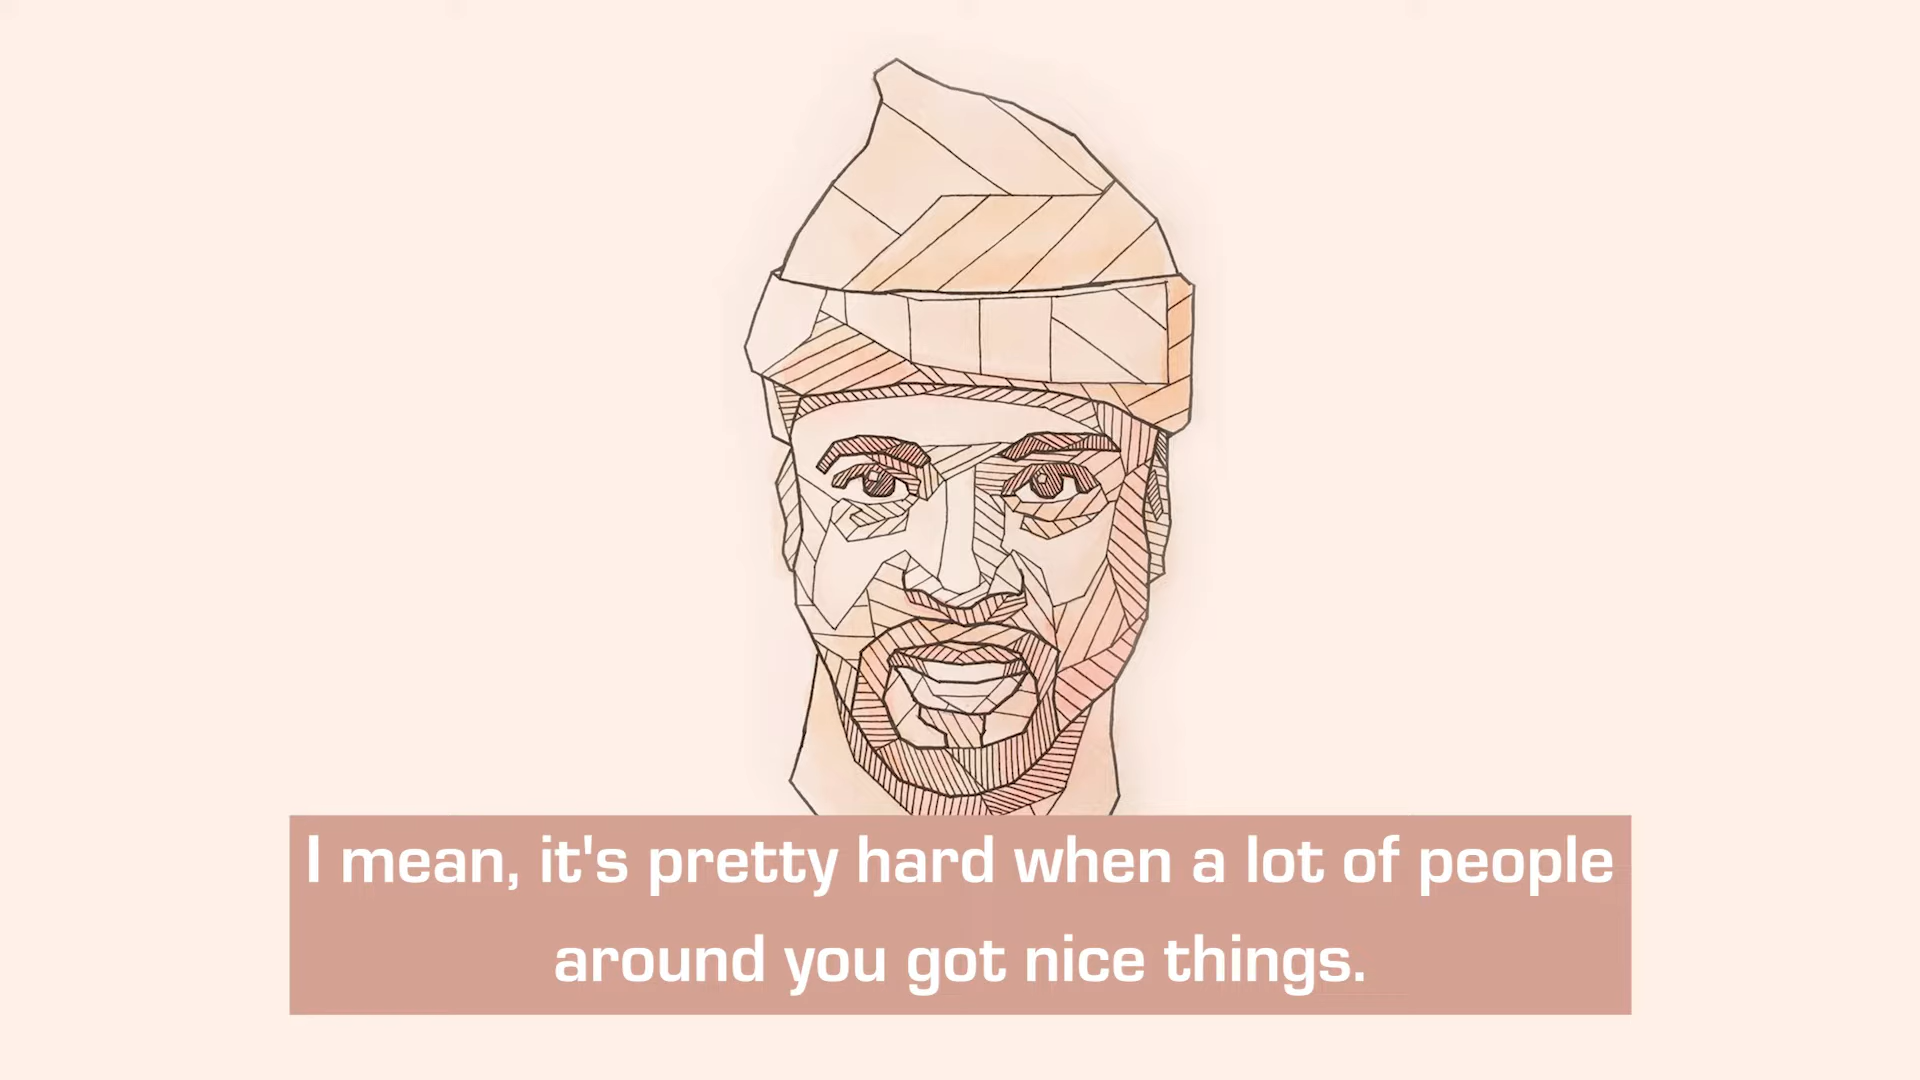 I mean, it's pretty hard when a lot of people
around you got nice things.